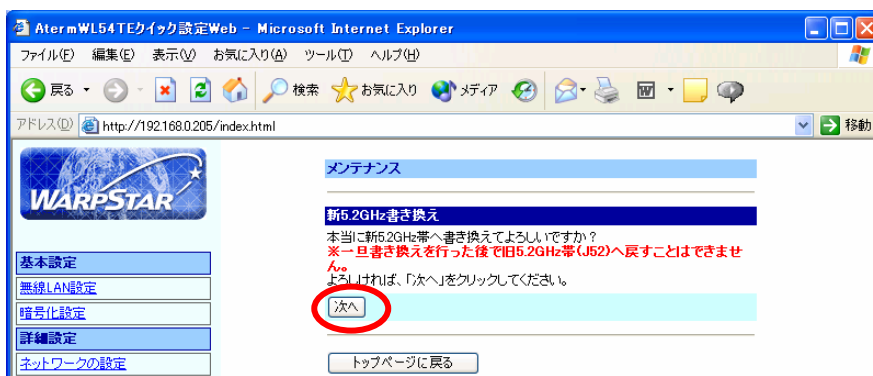 AtermWL54TEクイック設定Web - Microsoft Internet Explorer
ファイル(F) 編集(E) 表示(V) お気に入り(A) ツール(T) ヘルプ(H)
戻る 検索 お気に入り メディア
アドレス(D) http://192.168.0.205/index.html 移動
WARPSTAR
基本設定
無線LAN設定
暗号化設定
詳細設定
ネットワークの設定
メンテナンス
新5.2GHz書き換え
本当に新5.2GHz帯へ書き換えてよろしいですか?
※一旦書き換えを行った後で旧5.2GHz帯(J52)へ戻すことはできませ
ん。
よろしければ、「次へ」をクリックしてください。
次へ
トップページに戻る